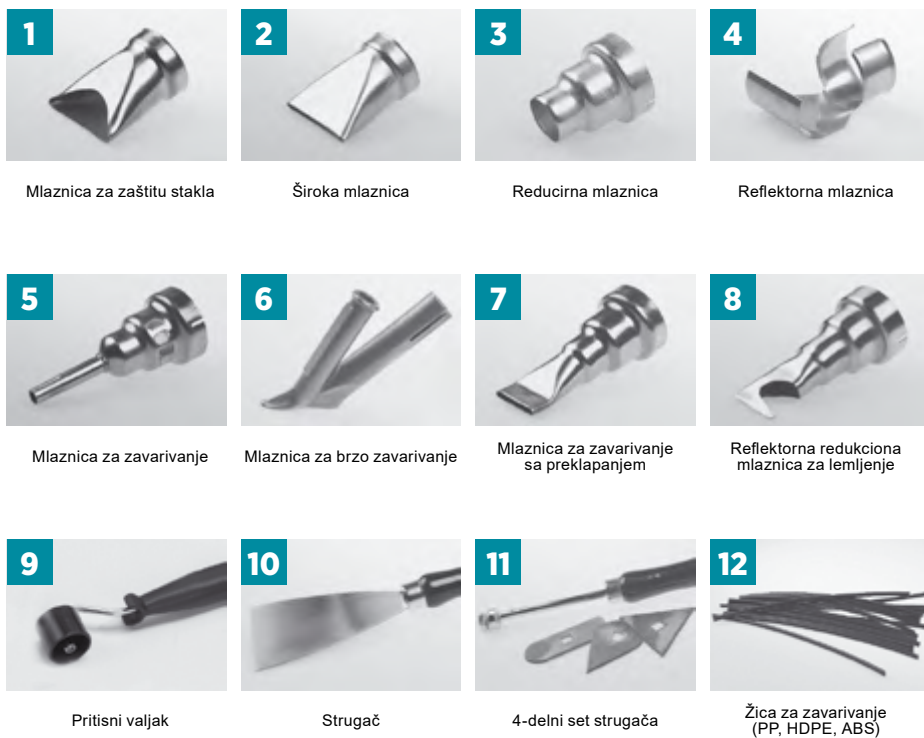 1
2
3
4
Mlaznica za zaštitu stakla
Široka mlaznica
Reducirna mlaznica
Reflektorna mlaznica
5
6
7
8
Mlaznica za zavarivanje
Mlaznica za brzo zavarivanje
Mlaznica za zavarivanje
sa preklapanjem
Reflektorna redukciona
mlaznica za lemljenje
9
10
11
12
Pritisni valjak
Strugač
4-delni set strugača
Žica za zavarivanje
(PP, HDPE, ABS)